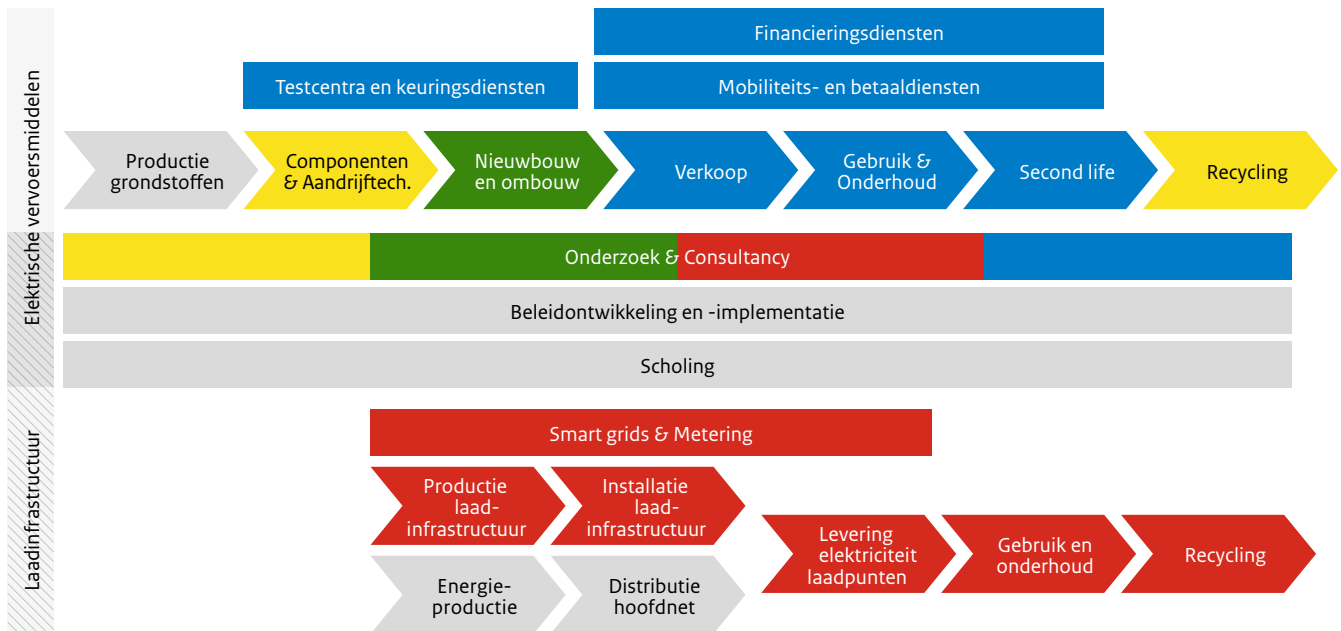 Elektrische vervoersmiddelen
Financieringsdiensten
Testcentra en keuringsdiensten
Mobiliteits- en betaaldiensten
Productie
grondstoffen
Componenten
& Aandrijftech.
Nieuwbouw
en ombouw
Verkoop
Gebruik &
Onderhoud
Second life
Recycling
Onderzoek & Consultancy
Beleidontwikkeling en -implementatie
Scholing
Laadinfrastructuur
Smart grids & Metering
Productie
laad-
infrastructuur
Installatie
laad-
infrastructuur
Energie-
productie
Distributie
hoofdnet
Levering
elektriciteit
laadpunten
Gebruik en
onderhoud
Recycling